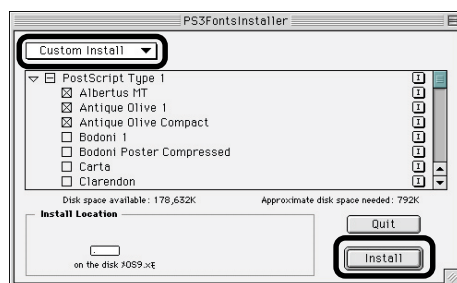 PS3FontsInstaller
Custom Install
PostScript Type 1
Albertus MT
Antique Olive 1
Antique Olive Compact
Bodoni 1
Bodoni Poster Compressed
Carta
Clarendon
Disk space available: 178,632K Approximate disk space needed: 792K
Install Location
Quit
Install
on the disk